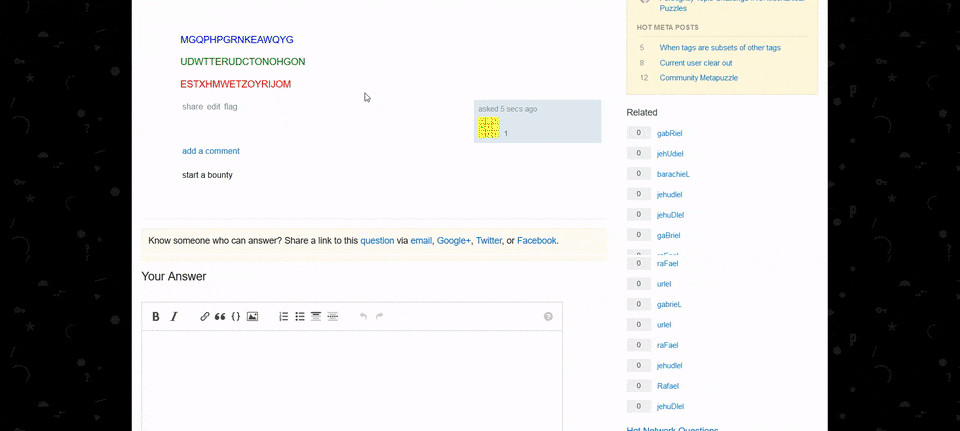 Puzzles
HOT META POSTS
5 When tags are subsets of other tags
8 Current user clear out
12 Community Metapuzzle
MGQPHPGRNKEAWQYG
UDWTTERUDCTONOHGON
ESTXHMWETZOYRIJOM
share edit flag
asked 5 secs ago
1
add a comment
start a bounty
Related
0 gabRiel
0 jehUdiel
0 barachieL
0 jehudiel
0 jehuDiel
0 gaBriel
0 raFael
0 uriel
0 gabrieL
0 uriel
0 raFael
0 jehudiel
0 Rafael
0 jehuDiel
Know someone who can answer? Share a link to this question via email, Google+, Twitter, or Facebook.
Your Answer
B I
Hot Network Questions